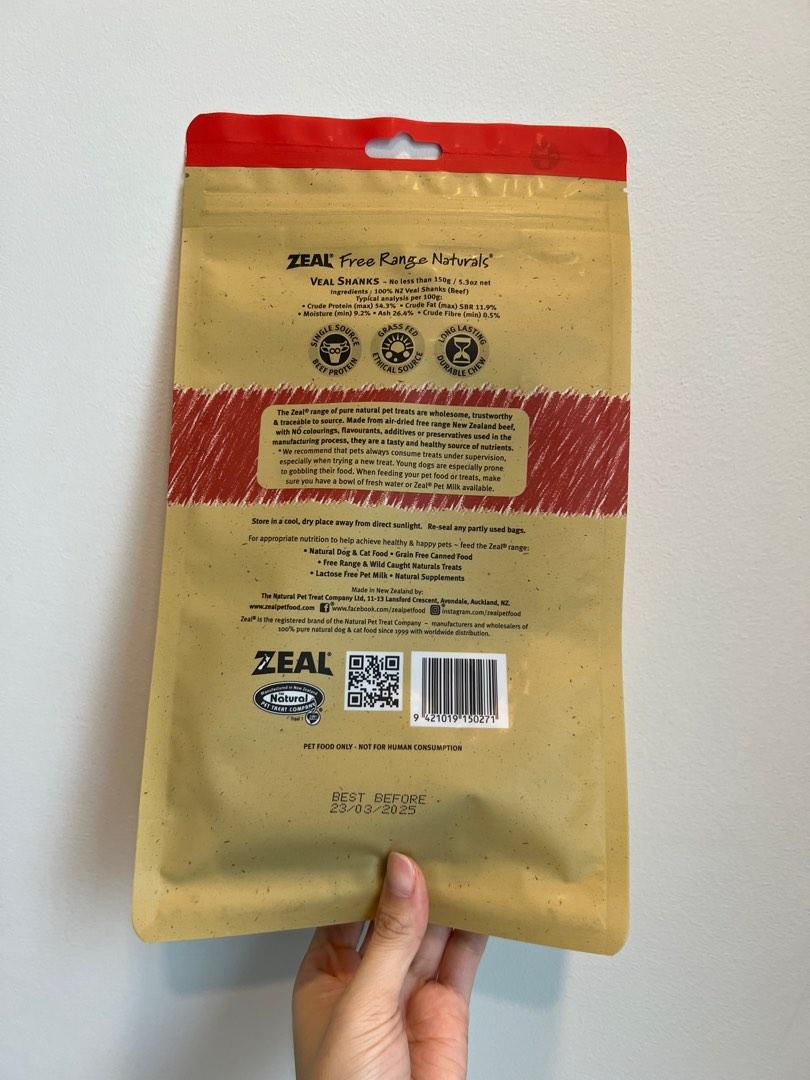 ZEAL® Free Range Naturals®
VEAL SHANKS – No less than 150g / 5.3oz net
Ingredients: 100% NZ Veal Shanks (Beef)
Typical analysis per 100g:
• Crude Protein (max) 54.3% • Crude Fat (max) SBR 11.9%
• Moisture (min) 9.2% • Ash 26.4% • Crude Fibre (min) 0.5%
SINGLE SOURCE BEEF PROTEIN
GRASS FED ETHICAL SOURCE
LONG LASTING DURABLE CHEW
The Zeal® range of pure natural pet treats are wholesome, trustworthy
& traceable to source. Made from air-dried free range New Zealand beef,
with NO colourings, flavourants, additives or preservatives used in the
manufacturing process, they are a tasty and healthy source of nutrients.
* We recommend that pets always consume treats under supervision,
especially when trying a new treat. Young dogs are especially prone
to gobbling their food. When feeding your pet food or treats, make
sure you have a bowl of fresh water or Zeal® Pet Milk available.
Store in a cool, dry place away from direct sunlight. Re-seal any partly used bags.
For appropriate nutrition to help achieve healthy & happy pets – feed the Zeal® range:
• Natural Dog & Cat Food • Grain Free Canned Food
• Free Range & Wild Caught Naturals Treats
• Lactose Free Pet Milk • Natural Supplements
Made in New Zealand by:
The Natural Pet Treat Company Ltd, 11-13 Lansford Crescent, Avondale, Auckland, NZ.
www.zealpetfood.com f www.facebook.com/zealpetfood instagram.com/zealpetfood
Zeal® is the registered brand of the Natural Pet Treat Company – manufacturers and wholesalers of
100% pure natural dog & cat food since 1999 with worldwide distribution.
ZEAL®
Manufactured in New Zealand
The Natural
PET TREAT COMPANY
9 421019 150271
PET FOOD ONLY - NOT FOR HUMAN CONSUMPTION
BEST BEFORE
23/03/2025